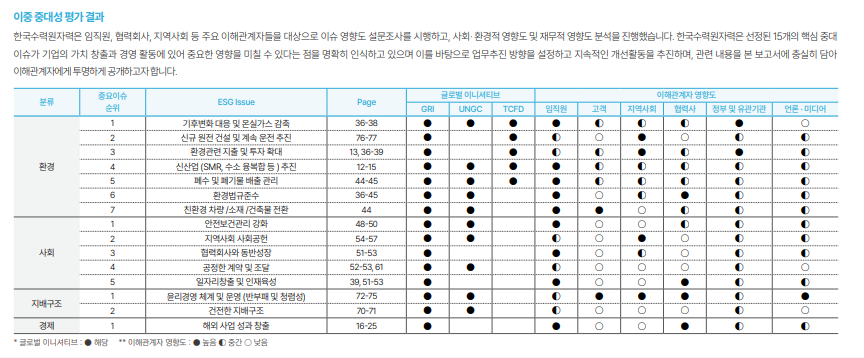 이중 중대성 평가 결과
한국수력원자력은 임직원, 협력회사, 지역사회 등 주요 이해관계자들을 대상으로 이슈 영향도 설문조사를 시행하고, 사회·환경적 영향도 및 재무적 영향도 분석을 진행했습니다. 한국수력원자력은 선정된 15개의 핵심 중대
이슈가 기업의 가치 창출과 경영 활동에 있어 중요한 영향을 미칠 수 있다는 점을 명확히 인식하고 있으며 이를 바탕으로 업무추진 방향을 설정하고 지속적인 개선활동을 추진하며, 관련 내용을 본 보고서에 충실히 담아
이해관계자에게 투명하게 공개하고자 합니다.
분류 중요이슈 순위 ESG Issue Page 글로벌 이니셔티브 이해관계자 영향도
GRI UNGC TCFD 임직원 고객 지역사회 협력사 정부 및 유관기관 언론·미디어
환경
1 기후변화 대응 및 온실가스 감축 36-38 ● ● ● ● ◐ ◐ ◐ ● ○
2 신규 원전 건설 및 계속 운전 추진 76-77 ● ● ◐ ○ ● ○ ◐ ◐
3 환경관련 지출 및 투자 확대 13, 36-39 ● ● ◐ ◐ ● ◐ ● ◐
4 신산업 (SMR, 수소 융복합 등 ) 추진 12-15 ● ● ● ● ◐ ◐ ◐ ◐ ◐
5 폐수 및 폐기물 배출 관리 44-45 ● ● ● ● ◐ ◐ ◐ ◐ ◐
6 환경법규준수 36-45 ● ● ● ○ ◐ ● ◐ ◐
7 친환경 차량 /소재 /건축물 전환 44 ● ● ● ● ○ ◐ ◐ ◐
사회
1 안전보건관리 강화 48-50 ● ● ● ○ ○ ◐ ◐ ◐
2 지역사회 사회공헌 54-57 ● ● ◐ ○ ● ○ ◐ ◐
3 협력회사와 동반성장 51-53 ● ● ○ ◐ ○ ◐ ◐
4 공정한 계약 및 조달 52-53, 61 ● ● ◐ ○ ○ ○ ◐ ○
5 일자리창출 및 인재육성 39, 51-53 ● ● ○ ○ ● ◐ ◐
지배구조
1 윤리경영 체계 및 운영 (반부패 및 청렴성) 72-75 ● ● ◐ ● ● ● ◐ ●
2 건전한 지배구조 70-71 ● ● ◐ ○ ○ ○ ◐ ○
경제 1 해외 사업 성과 창출 16-25 ● ● ○ ○ ● ◐ ◐
* 글로벌 이니셔티브 : ● 해당 ** 이해관계자 영향도 : ● 높음 ◐ 중간 ○ 낮음